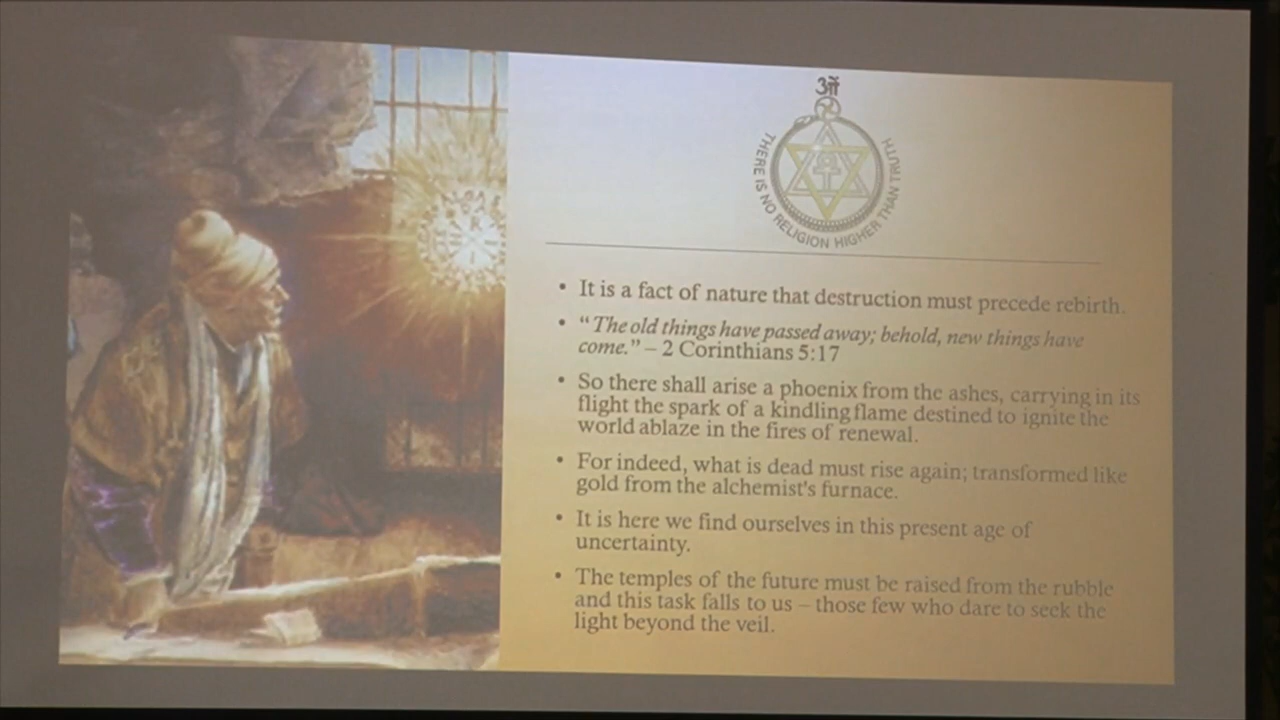 ओं
THERE IS NO RELIGION HIGHER THAN TRUTH
• It is a fact of nature that destruction must precede rebirth.
• “The old things have passed away; behold, new things have
come.” – 2 Corinthians 5:17
• So there shall arise a phoenix from the ashes, carrying in its
flight the spark of a kindling flame destined to ignite the
world ablaze in the fires of renewal.
• For indeed, what is dead must rise again; transformed like
gold from the alchemist's furnace.
• It is here we find ourselves in this present age of
uncertainty.
• The temples of the future must be raised from the rubble
and this task falls to us – those few who dare to seek the
light beyond the veil.